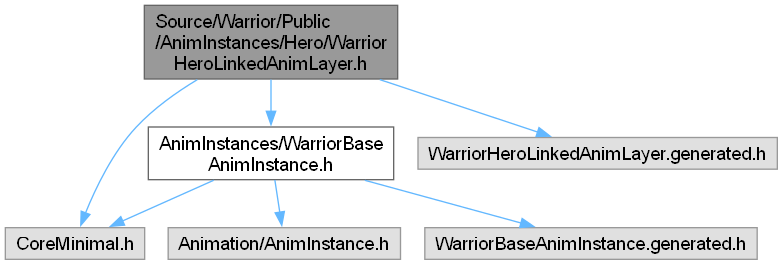 Source/Warrior/Public
/AnimInstances/Hero/Warrior
HeroLinkedAnimLayer.h
AnimInstances/WarriorBase
AnimInstance.h
WarriorHeroLinkedAnimLayer.generated.h
CoreMinimal.h
Animation/AnimInstance.h
WarriorBaseAnimInstance.generated.h